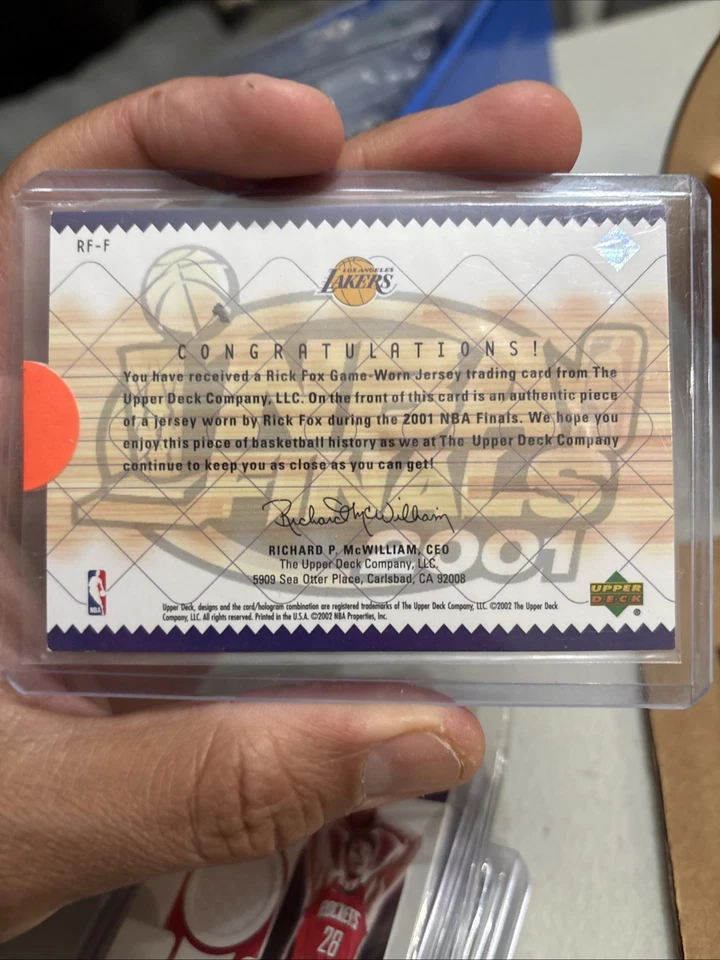 RF-F
LOS ANGELES
LAKERS
CONGRATULATIONS!
You have received a Rick Fox Game-Worn Jersey trading card from The
Upper Deck Company, LLC. On the front of this card is an authentic piece
of a jersey worn by Rick Fox during the 2001 NBA Finals. We hope you
enjoy this piece of basketball history as we at The Upper Deck Company
continue to keep you as close as you can get!
Richard P. McWilliam
RICHARD P. McWILLIAM, CEO
The Upper Deck Company, LLC.
5909 Sea Otter Place, Carlsbad, CA 92008
NBA FINALS
2001
NBA
UPPER
DECK
®
Upper Deck, designs and the card/hologram combination are registered trademarks of The Upper Deck Company, LLC. ©2002 The Upper Deck
Company, LLC. All rights reserved. Printed in the U.S.A. ©2002 NBA Properties, Inc.
ROCKETS
28